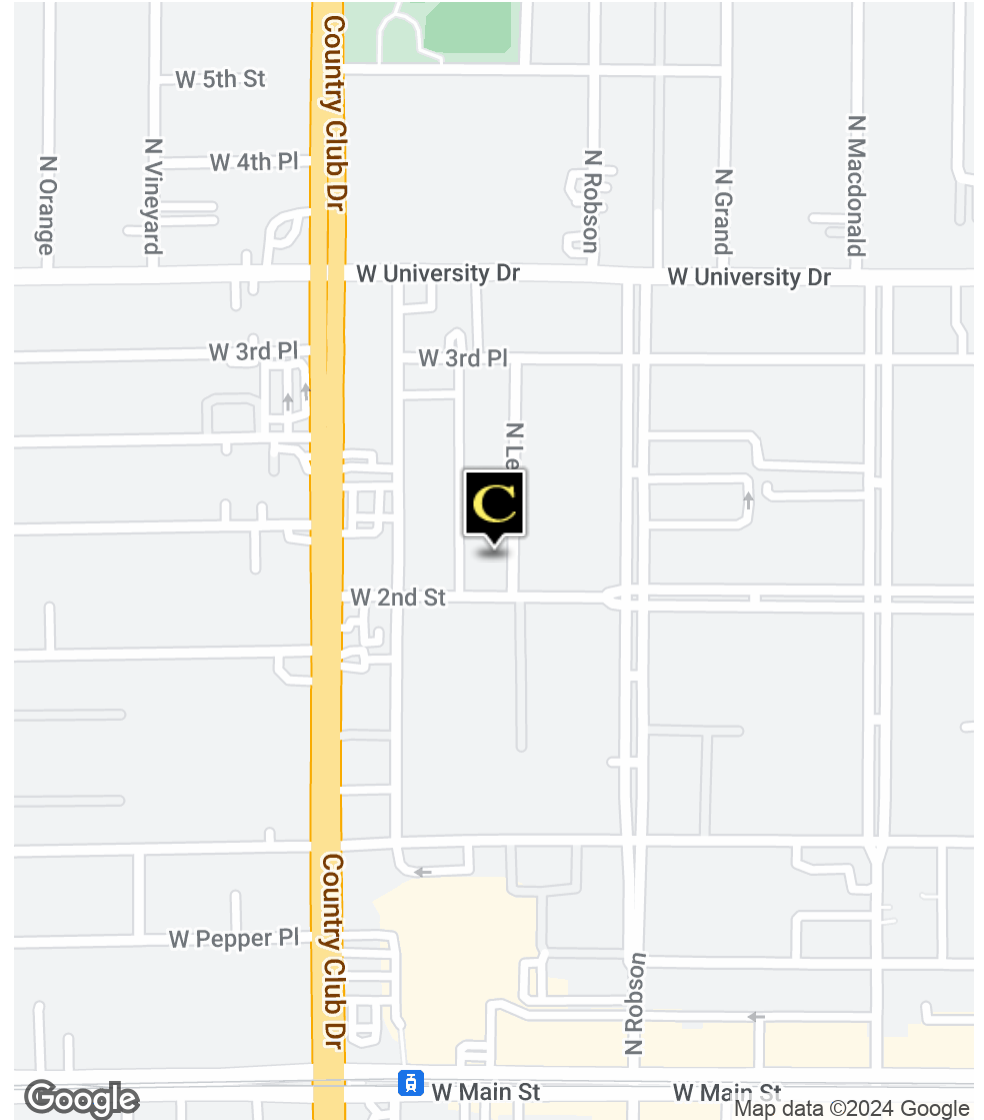 Country Club Dr
W 5th St
N Orange
N Vineyard
W 4th Pl
N Robson
N Grand
N Macdonald
W University Dr
W University Dr
W 3rd Pl
W 3rd Pl
N Le
C
W 2nd St
Country Club Dr
W Pepper Pl
N Robson
W Main St
W Main St
Google
Map data ©2024 Google